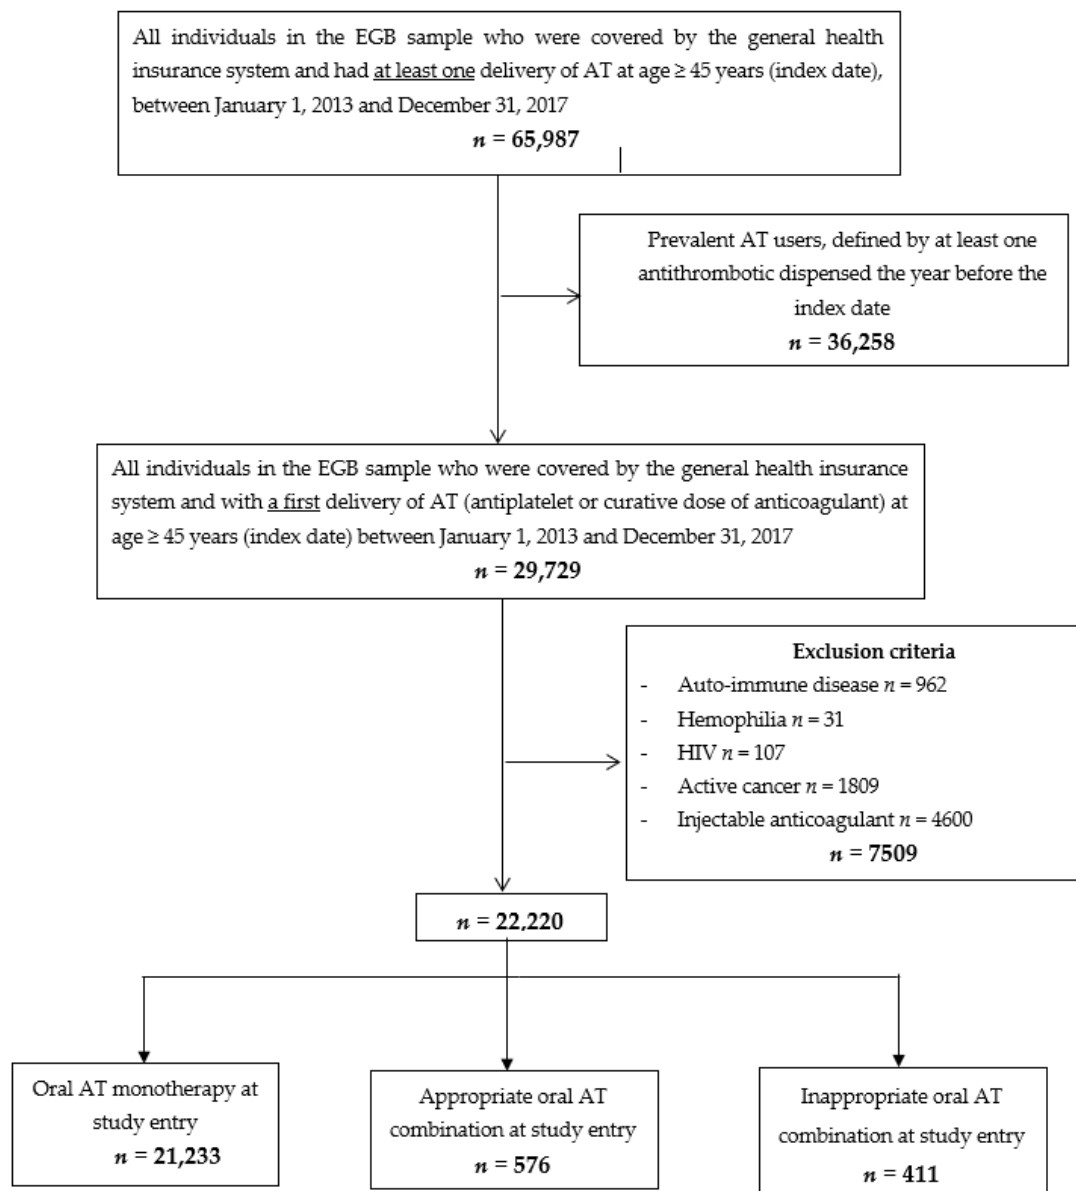 All individuals in the EGB sample who were covered by the general health
insurance system and had at least one delivery of AT at age ≥ 45 years (index date),
between January 1, 2013 and December 31, 2017
n = 65,987
Prevalent AT users, defined by at least one
antithrombotic dispensed the year before the
index date
n = 36,258
All individuals in the EGB sample who were covered by the general health insurance
system and with a first delivery of AT (antiplatelet or curative dose of anticoagulant) at
age ≥ 45 years (index date) between January 1, 2013 and December 31, 2017
n = 29,729
Exclusion criteria
- Auto-immune disease n = 962
- Hemophilia n = 31
- HIV n = 107
- Active cancer n = 1809
- Injectable anticoagulant n = 4600
n = 7509
n = 22,220
Oral AT monotherapy at
study entry
n = 21,233
Appropriate oral AT
combination at study entry
n = 576
Inappropriate oral AT
combination at study entry
n = 411